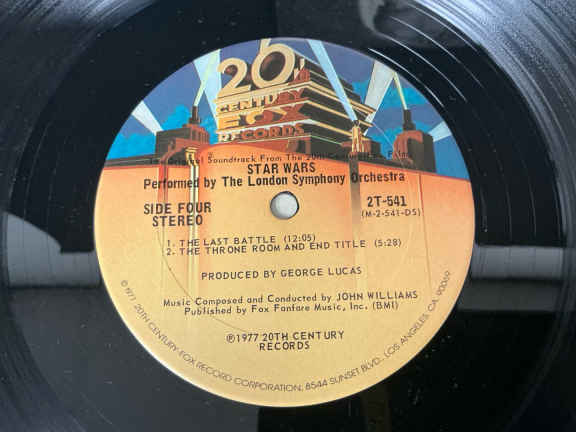 20th
CENTURY
FOX
RECORDS
Original Soundtrack From The 20th Century-Fox Film
STAR WARS
Performed by The London Symphony Orchestra
SIDE FOUR
STEREO
2T-541
(M-2-541-DS)
1. THE LAST BATTLE (12:05)
2. THE THRONE ROOM AND END TITLE (5:28)
PRODUCED BY GEORGE LUCAS
Music Composed and Conducted by JOHN WILLIAMS
Published by Fox Fanfare Music, Inc. (BMI)
℗1977 20TH CENTURY
RECORDS
©1977 20TH CENTURY-FOX RECORD CORPORATION, 8544 SUNSET BLVD., LOS ANGELES, CA. 90069